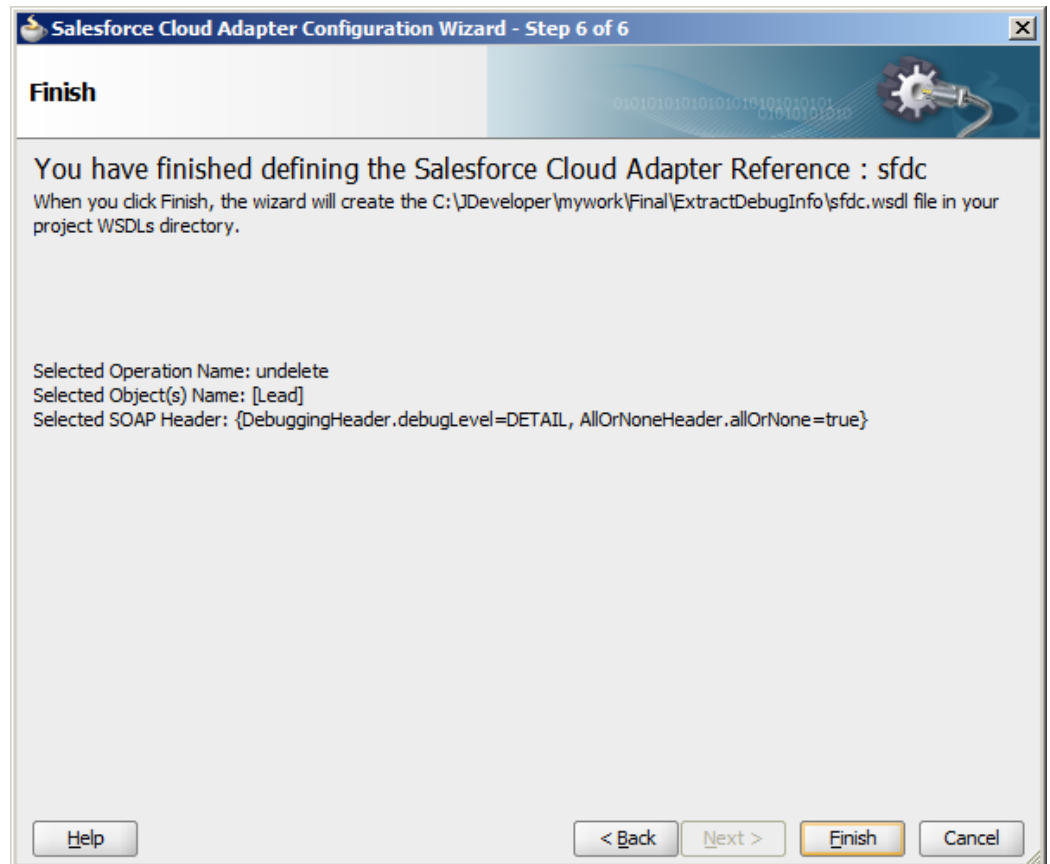 Salesforce Cloud Adapter Configuration Wizard - Step 6 of 6
Finish
You have finished defining the Salesforce Cloud Adapter Reference : sfdc
When you click Finish, the wizard will create the C:\JDeveloper\mywork\Final\ExtractDebugInfo\sfdc.wsdl file in your
project WSDLs directory.
Selected Operation Name: undelete
Selected Object(s) Name: [Lead]
Selected SOAP Header: {DebuggingHeader.debugLevel=DETAIL, AllOrNoneHeader.allOrNone=true}
Help
< Back
Next >
Finish
Cancel